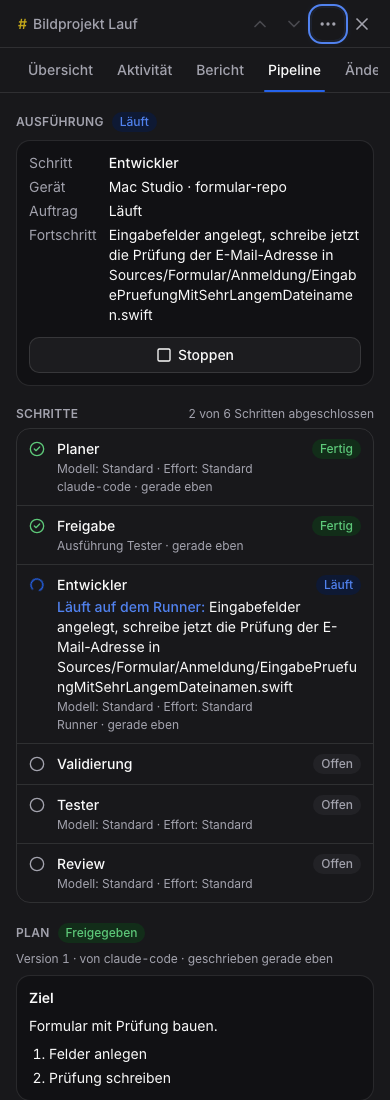 # Bildprojekt Lauf
Übersicht Aktivität Bericht Pipeline Ände
AUSFÜHRUNG Läuft
Schritt Entwickler
Gerät Mac Studio · formular-repo
Auftrag Läuft
Fortschritt Eingabefelder angelegt, schreibe jetzt
die Prüfung der E-Mail-Adresse in
Sources/Formular/Anmeldung/Eingab
ePruefungMitSehrLangemDateiname
n.swift
Stoppen
SCHRITTE 2 von 6 Schritten abgeschlossen
Planer Fertig
Modell: Standard · Effort: Standard
claude-code · gerade eben
Freigabe Fertig
Ausführung Tester · gerade eben
Entwickler Läuft
Läuft auf dem Runner: Eingabefelder
angelegt, schreibe jetzt die Prüfung der E-
Mail-Adresse in
Sources/Formular/Anmeldung/EingabePruefu
ngMitSehrLangemDateinamen.swift
Modell: Standard · Effort: Standard
Runner · gerade eben
Validierung Offen
Tester Offen
Modell: Standard · Effort: Standard
Review Offen
Modell: Standard · Effort: Standard
PLAN Freigegeben
Version 1 · von claude-code · geschrieben gerade eben
Ziel
Formular mit Prüfung bauen.
1. Felder anlegen
2. Prüfung schreiben